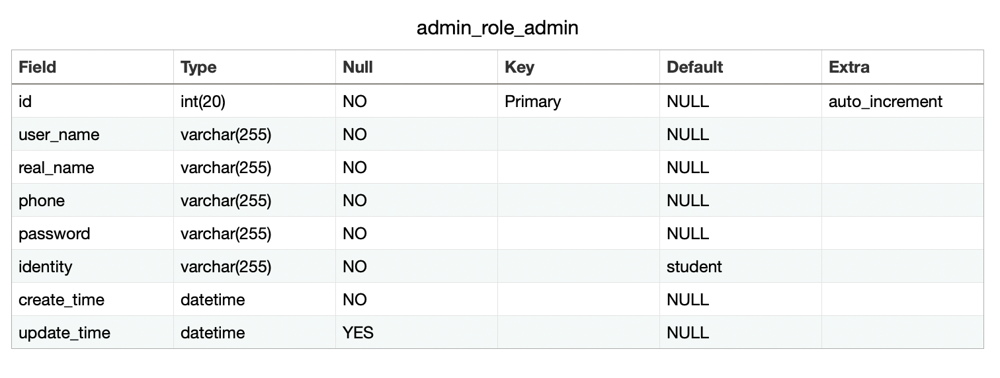 admin_role_admin
Field Type Null Key Default Extra
id int(20) NO Primary NULL auto_increment
user_name varchar(255) NO NULL
real_name varchar(255) NO NULL
phone varchar(255) NO NULL
password varchar(255) NO NULL
identity varchar(255) NO student
create_time datetime NO NULL
update_time datetime YES NULL